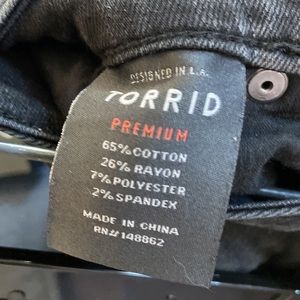 DESIGNED IN L.A.
TORRID
PREMIUM
65% COTTON
26% RAYON
7% POLYESTER
2% SPANDEX
MADE IN CHINA
RN# 148862